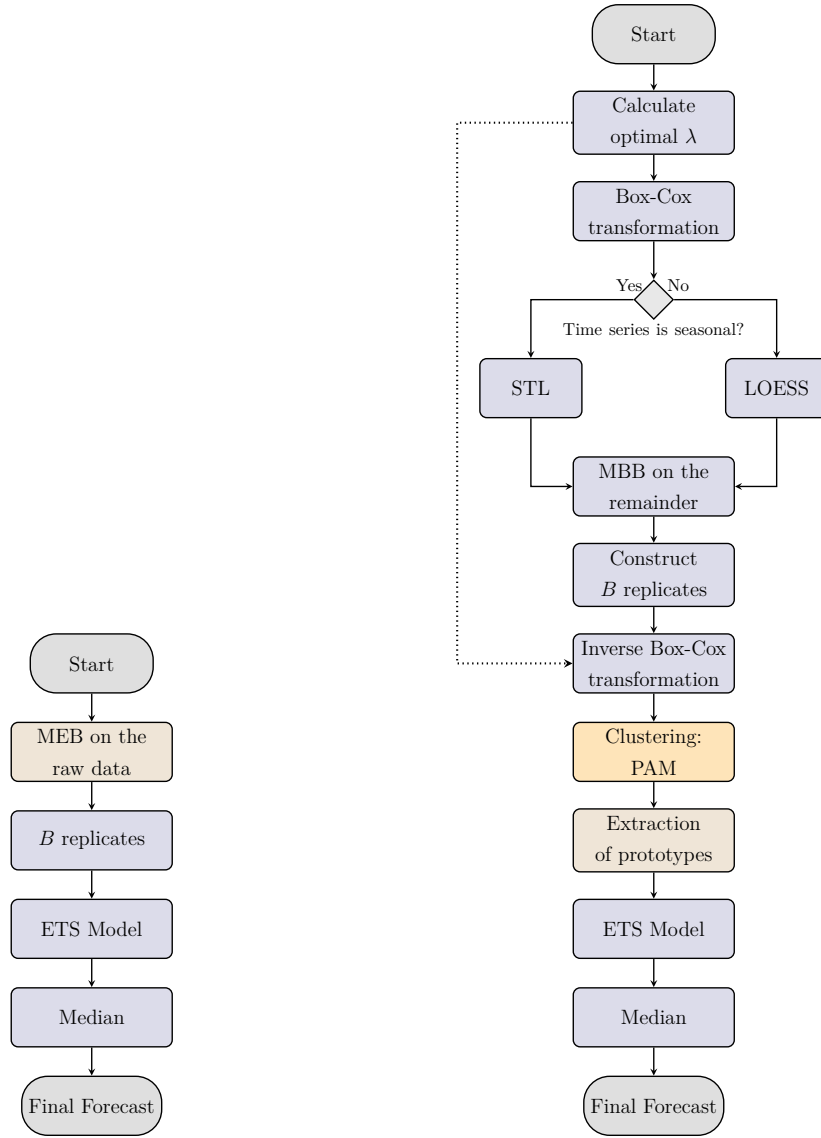 Start
Calculate
optimal λ
Box-Cox
transformation
Yes
No
Time series is seasonal?
STL
LOESS
MBB on the
remainder
Construct
B replicates
Inverse Box-Cox
transformation
Clustering:
PAM
Extraction
of prototypes
ETS Model
Median
Final Forecast
Start
MEB on the
raw data
B replicates
ETS Model
Median
Final Forecast